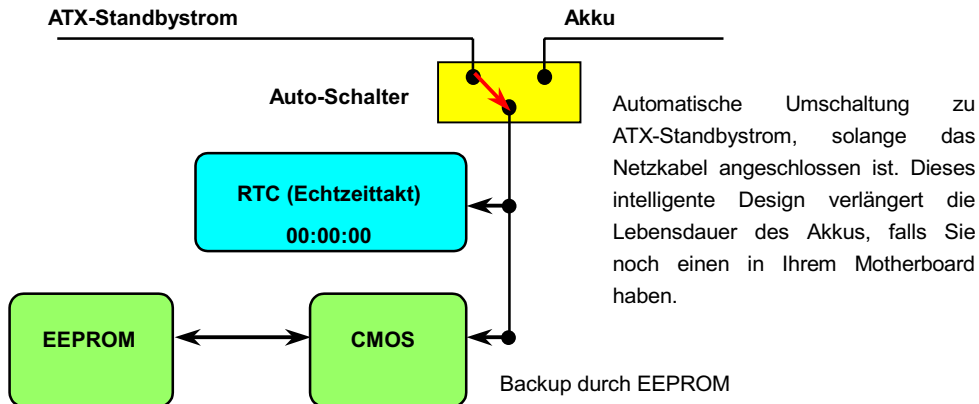 ATX-Standbystrom
Akku
Auto-Schalter
Automatische Umschaltung zu
ATX-Standbystrom, solange das
Netzkabel angeschlossen ist. Dieses
intelligente Design verlängert die
Lebensdauer des Akkus, falls Sie
noch einen in Ihrem Motherboard
haben.
RTC (Echtzeittakt)
00:00:00
EEPROM
CMOS
Backup durch EEPROM